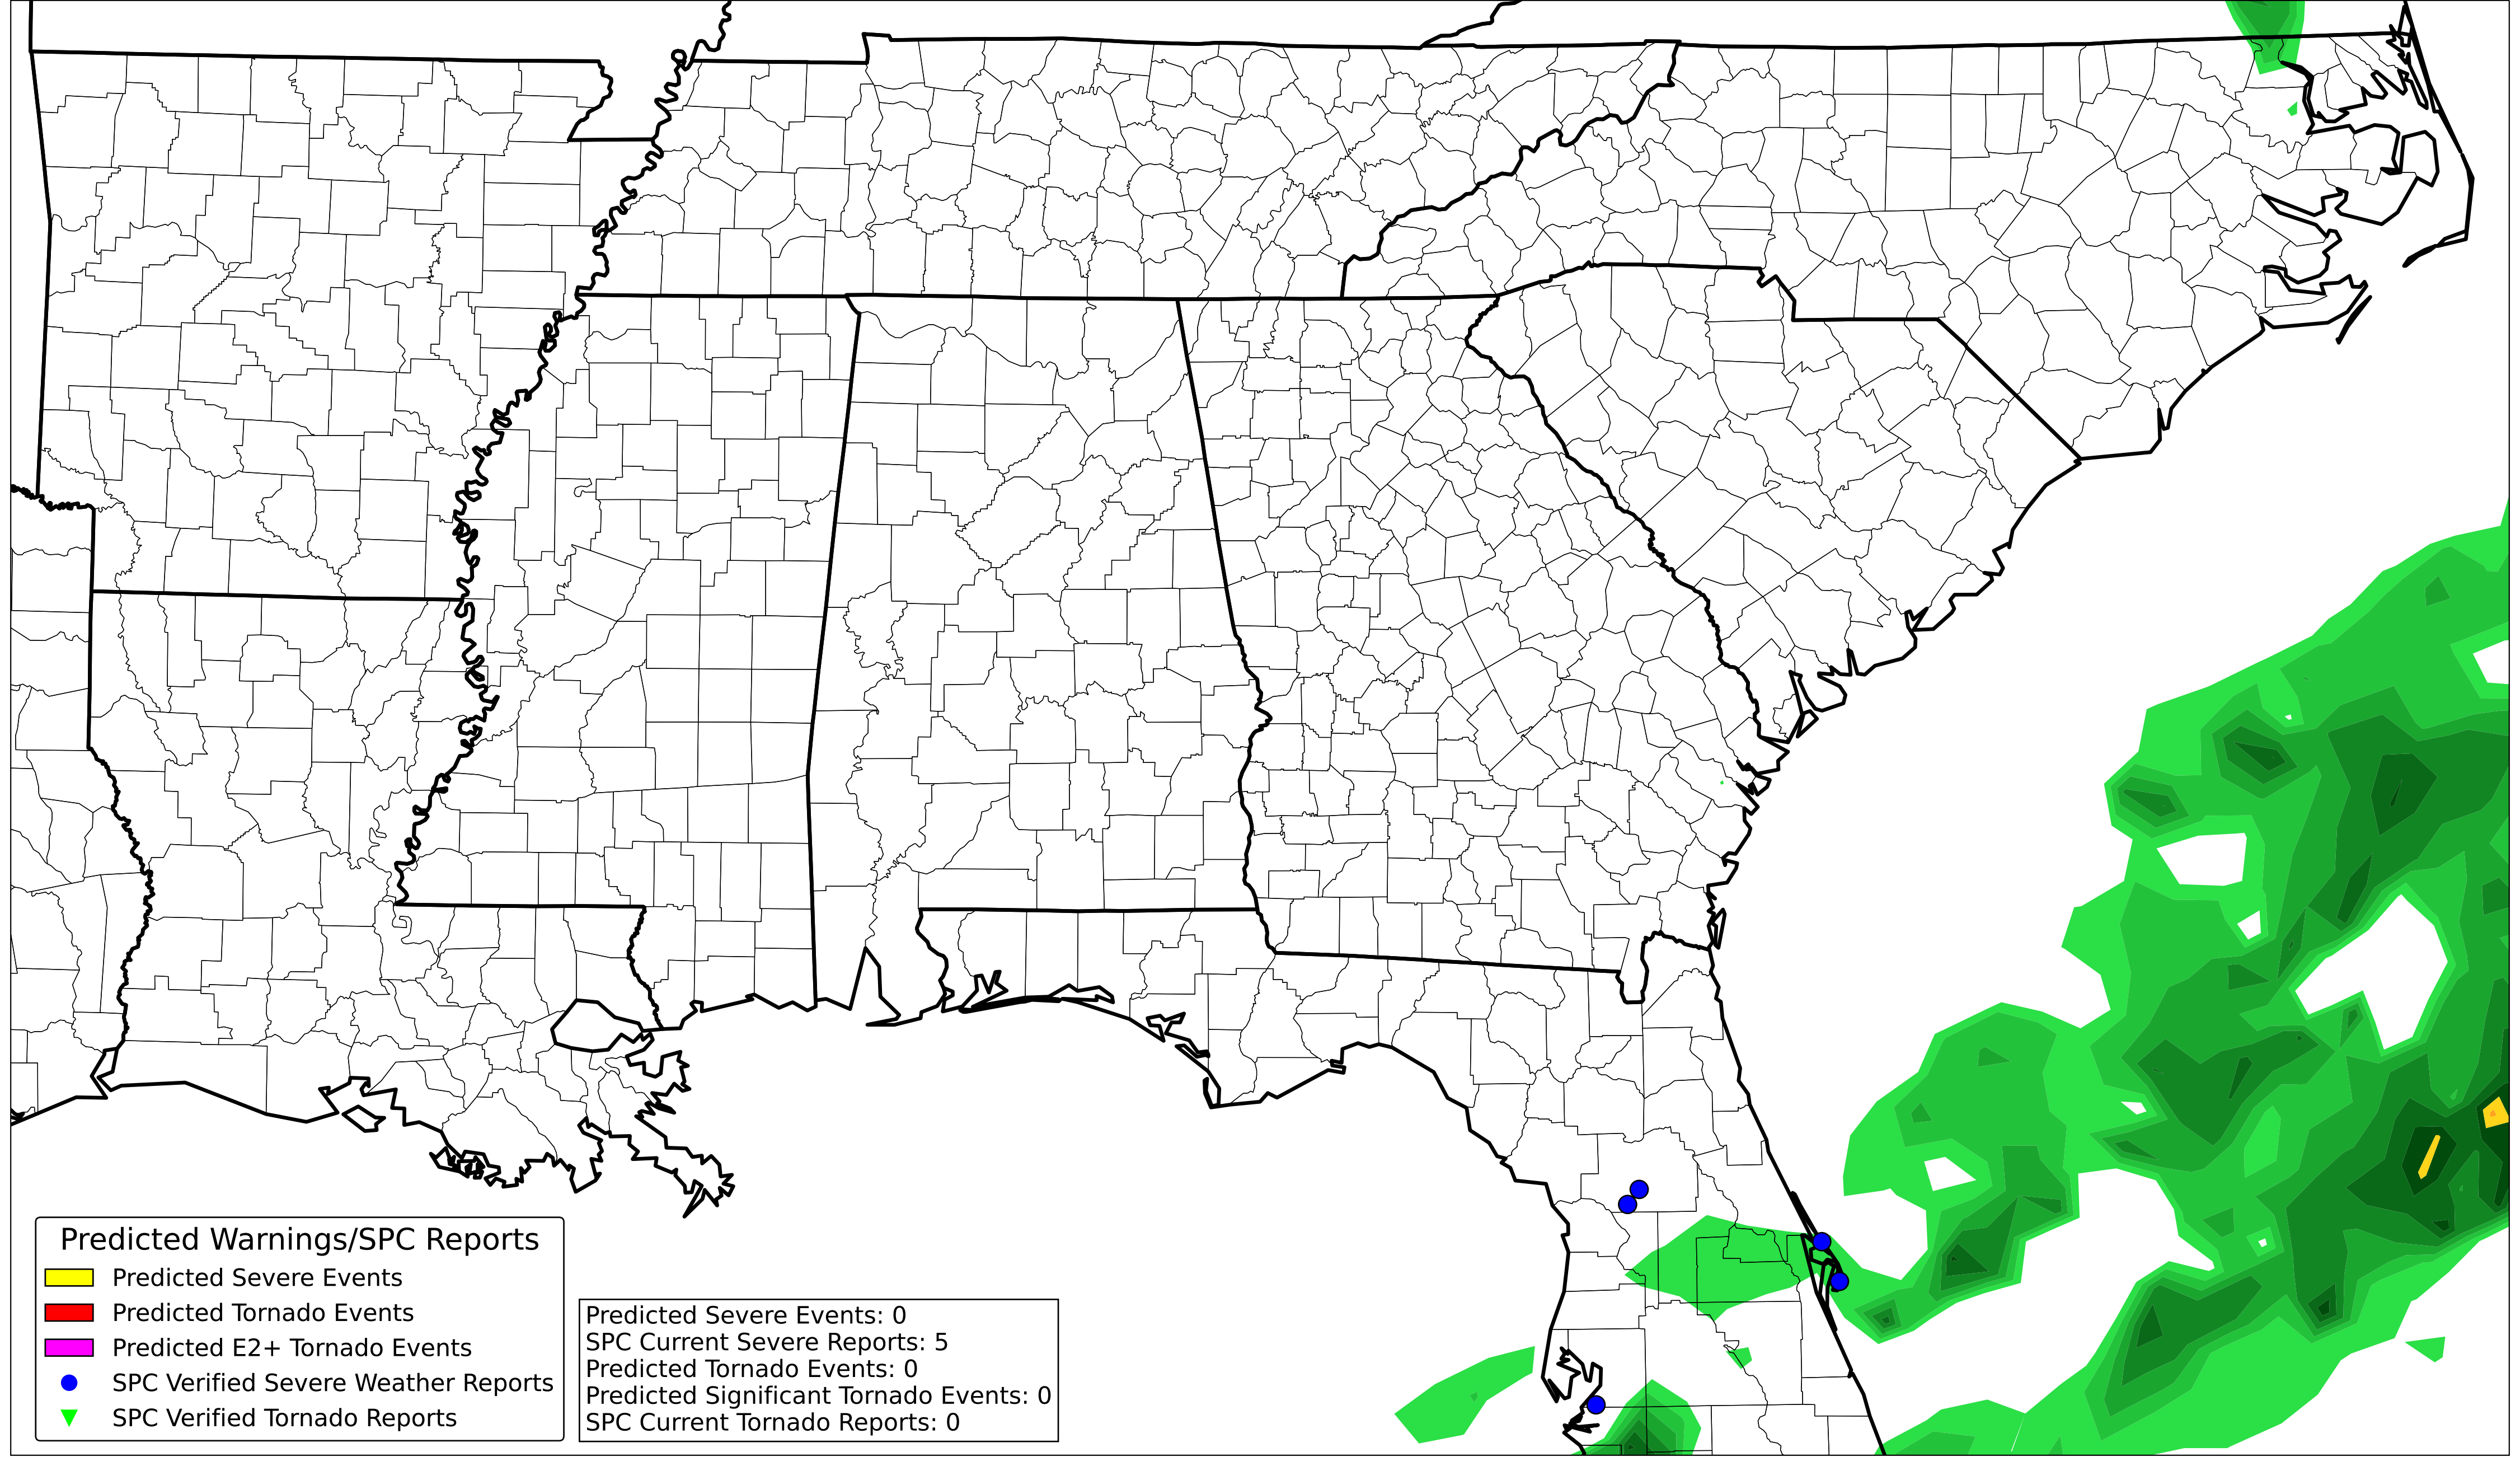 Predicted Warnings/SPC Reports
Predicted Severe Events
Predicted Tornado Events
Predicted E2+ Tornado Events
SPC Verified Severe Weather Reports
SPC Verified Tornado Reports
Predicted Severe Events: 0
SPC Current Severe Reports: 5
Predicted Tornado Events: 0
Predicted Significant Tornado Events: 0
SPC Current Tornado Reports: 0